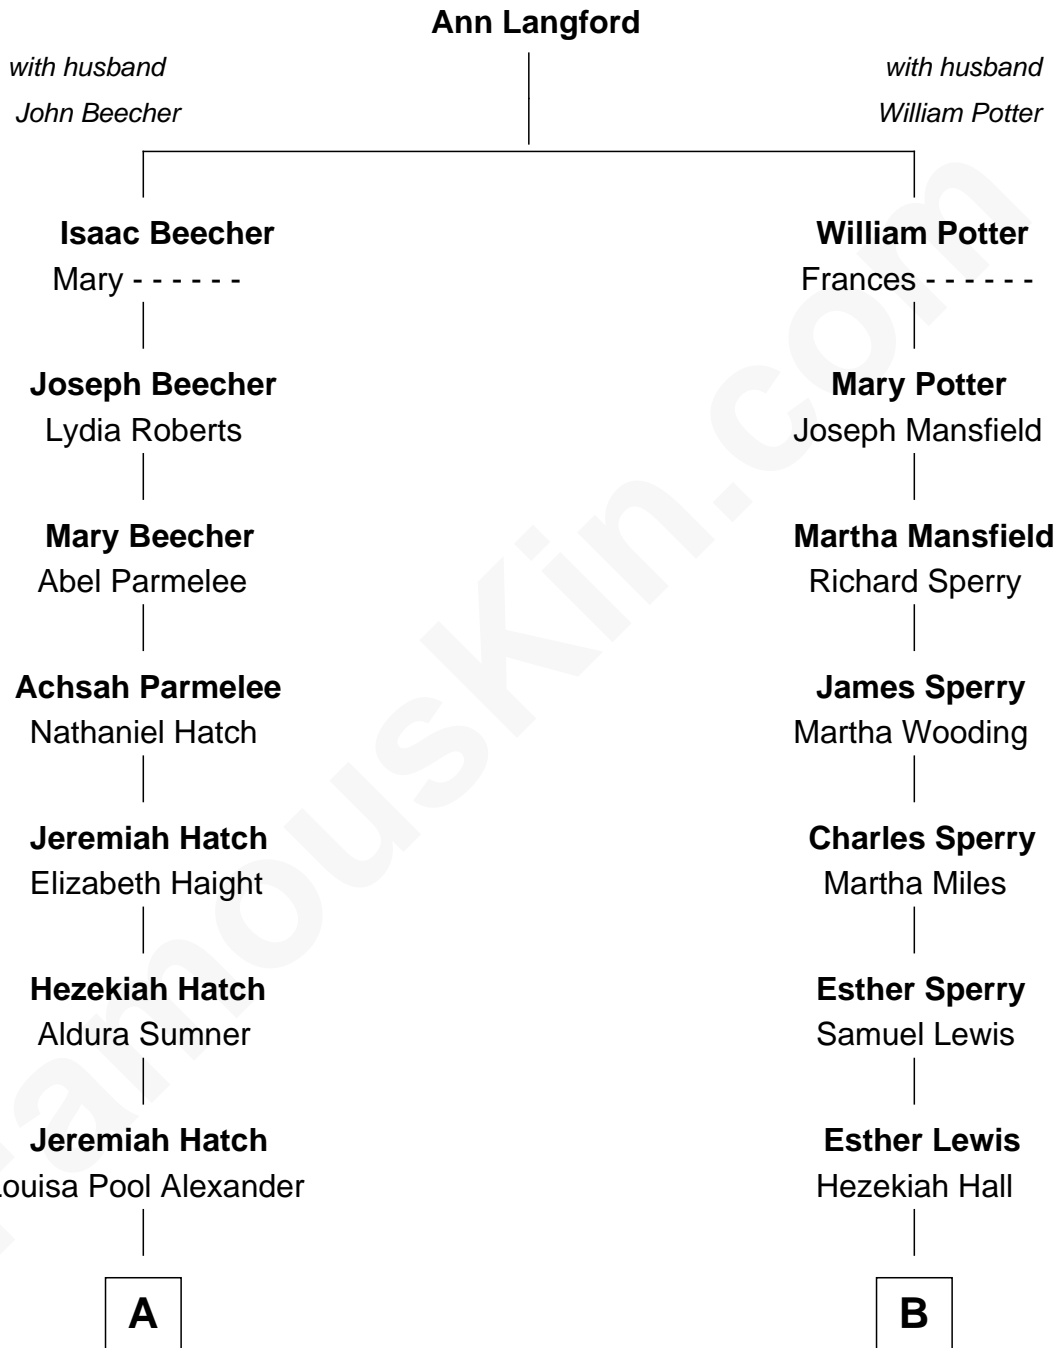 Ann Langford
with husband
John Beecher
with husband
William Potter
Isaac Beecher
Mary - - - - - -
William Potter
Frances - - - - - -
Joseph Beecher
Lydia Roberts
Mary Potter
Joseph Mansfield
Mary Beecher
Abel Parmelee
Martha Mansfield
Richard Sperry
Achsah Parmelee
Nathaniel Hatch
James Sperry
Martha Wooding
Jeremiah Hatch
Elizabeth Haight
Charles Sperry
Martha Miles
Hezekiah Hatch
Aldura Sumner
Esther Sperry
Samuel Lewis
Jeremiah Hatch
Louisa Pool Alexander
Esther Lewis
Hezekiah Hall
A
B
FamousKin.com